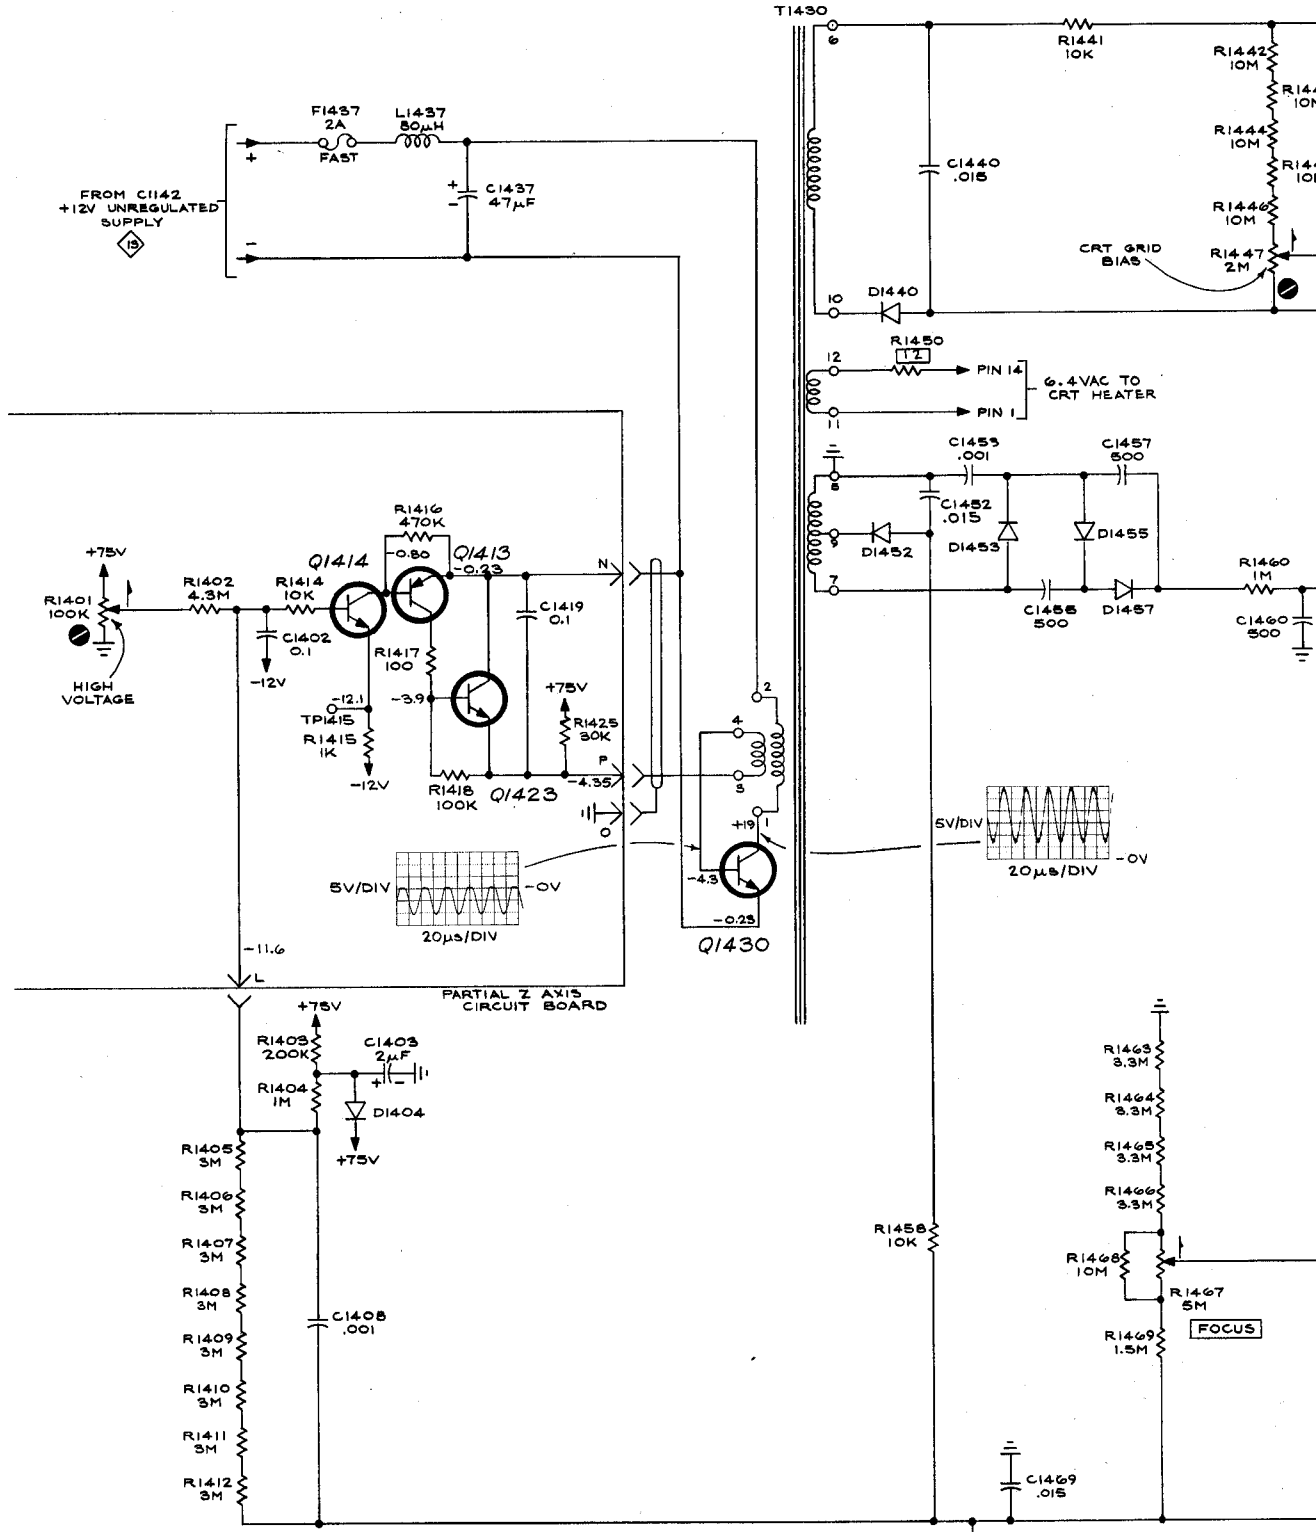 T1430
6
R1441
10K
R1442
10M
R144
10M
R1444
10M
R144
10M
R1446
10M
R1447
2M
CRT GRID
BIAS
C1440
.015
10
D1440
F1437
2A
FAST
L1437
80µH
+
C1437
47µF
+
-
FROM C1142
+12V UNREGULATED
SUPPLY
-
R1450
12
12
PIN 14
6.4VAC TO
CRT HEATER
PIN 1
11
C1453
.001
C1457
500
8
C1452
.015
9
D1452
D1453
D1455
7
C1455
500
D1457
R1460
1M
C1460
500
R1416
470K
Q1414
-0.80
Q1413
-0.23
N
+75V
R1401
100K
HIGH
VOLTAGE
R1402
4.3M
R1414
10K
C1402
0.1
-12V
C1419
0.1
R1417
100
-12.1
TP1415
R1415
1K
-12V
-3.9
+75V
R1425
30K
P
-4.35
R1418
100K
Q1423
O
2
4
3
1
+19
-4.3
-0.23
Q1430
5V/DIV
-0V
20µs/DIV
5V/DIV
-0V
20µs/DIV
-11.6
L
PARTIAL Z AXIS
CIRCUIT BOARD
+75V
R1403
200K
C1403
2µF
+
-
R1404
1M
D1404
+75V
R1405
3M
R1406
3M
R1407
3M
R1408
3M
R1409
3M
R1410
3M
R1411
3M
R1412
3M
C1408
.001
R1458
10K
R1463
3.3M
R1464
3.3M
R1465
3.3M
R1466
3.3M
R1468
10M
R1467
5M
FOCUS
R1469
1.5M
C1469
.015